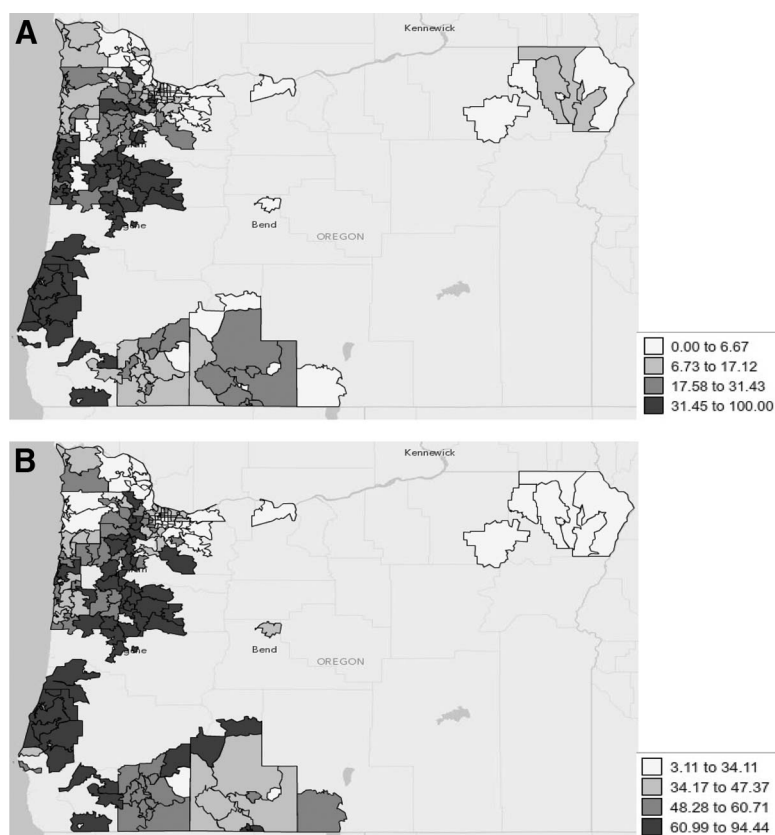 A
Kennewick
Bend
OREGON
0.00 to 6.67
6.73 to 17.12
17.58 to 31.43
31.45 to 100.00
B
Kennewick
Bend
OREGON
3.11 to 34.11
34.17 to 47.37
48.28 to 60.71
60.99 to 94.44